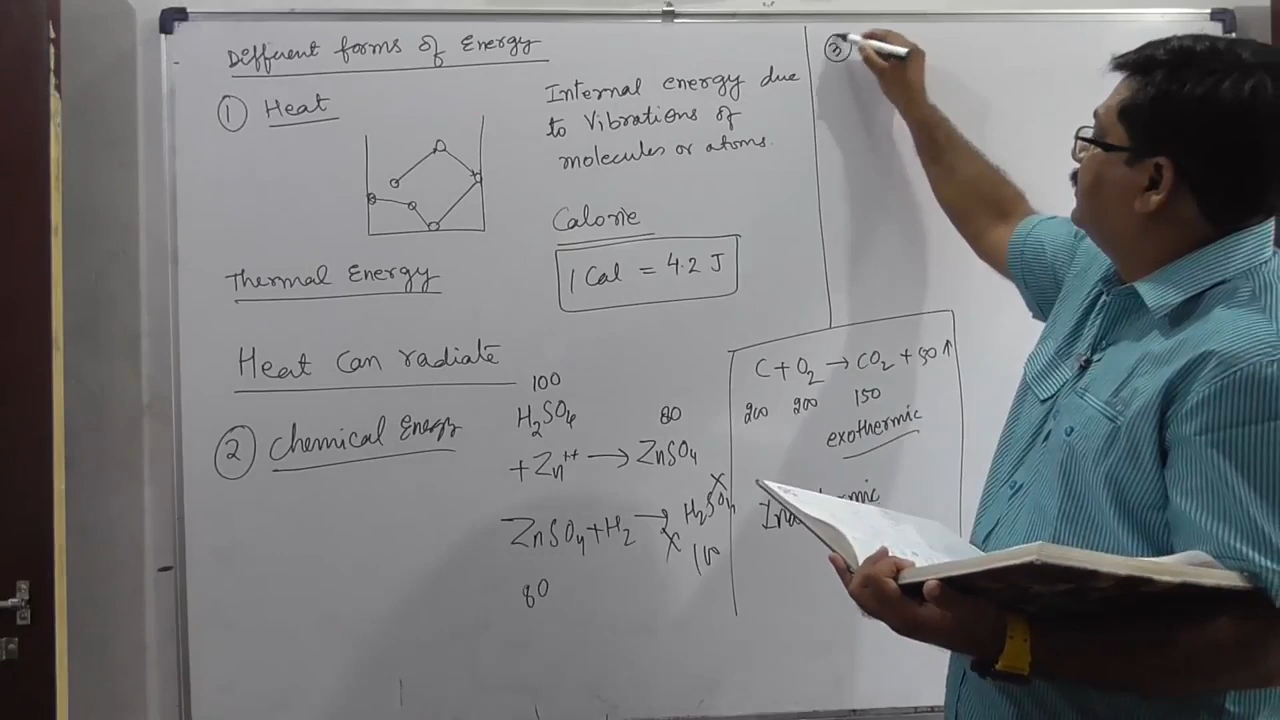 Different forms of Energy
① Heat
Internal energy due
to Vibrations of
molecules or atoms.
Calorie
1 Cal = 4.2 J
Thermal Energy
Heat Can radiate
② Chemical Energy
100
H₂SO₄
80
+ Zn⁺⁺ → ZnSO₄
ZnSO₄ + H₂ → H₂SO₄
X
X
80
100
③
C + O₂ → CO₂ + 50↑
200 200 150
exothermic